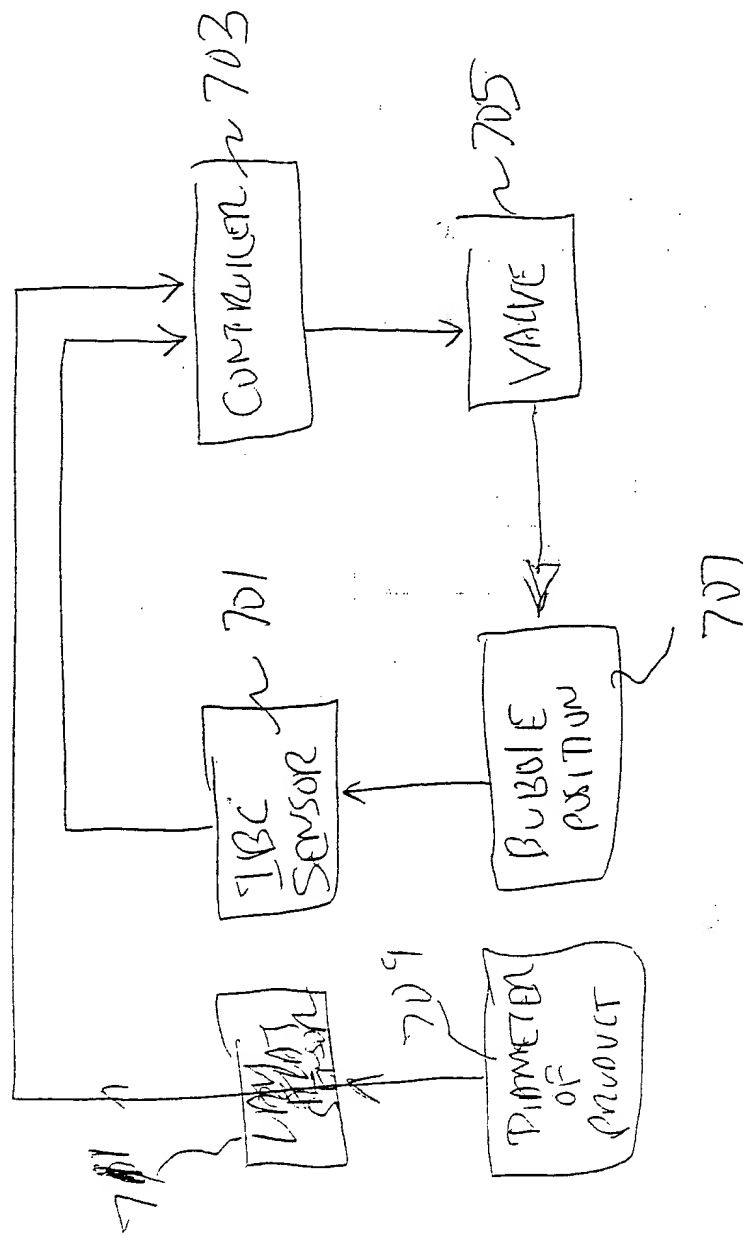 CONTROLLER
703
VALVE
705
IBC
SENSOR
701
BUBBLE
POSITION
707
709
DIAMETER
OF
PRODUCT